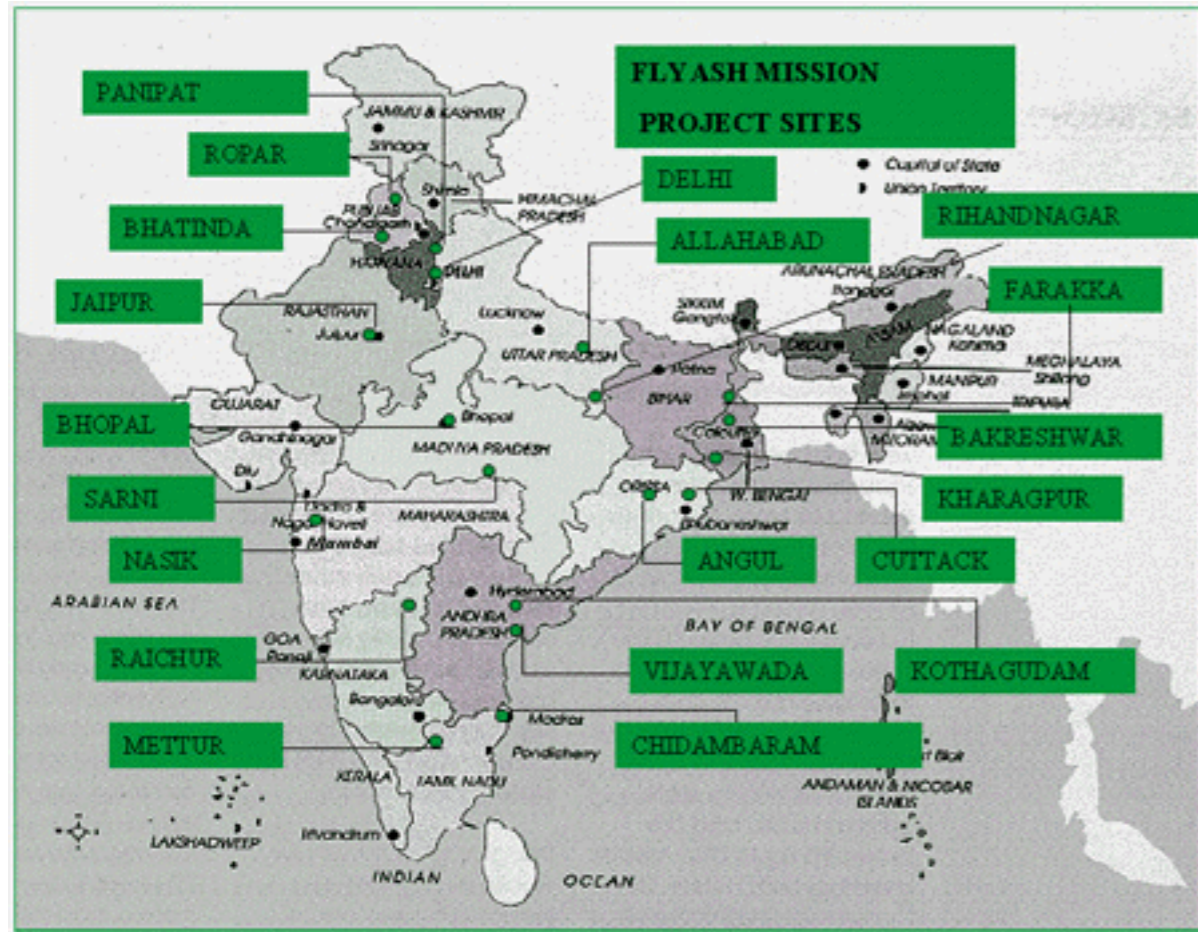 FLYASH MISSION
PROJECT SITES
Capital of State
Union Territory
PANIPAT
ROPAR
BHATINDA
JAIPUR
BHOPAL
SARNI
NASIK
RAICHUR
METTUR
DELHI
ALLAHABAD
RIHANDNAGAR
FARAKKA
BAKRESHWAR
KHARAGPUR
CUTTACK
ANGUL
KOTHAGUDAM
VIJAYAWADA
CHIDAMBARAM
JAMMU & KASHMIR
Srinagar
Shimla
HIMACHAL
PRADESH
PUNJAB
Chandigarh
HARYANA
DELHI
RAJASTHAN
Lucknow
UTTAR PRADESH
SIKKIM
Gangtok
ARUNACHAL PRADESH
Itanagar
ASSAM
NAGALAND
Kohima
MEGHALAYA
Shillong
MANIPUR
Imphal
TRIPURA
Patna
BIHAR
Calcutta
W. BENGAL
GUJARAT
Gandhinagar
Diu
Bhopal
MADHYA PRADESH
Dadra &
Nagar Haveli
Mumbai
MAHARASHTRA
ORISSA
Bhubaneshwar
Hyderabad
ANDHRA
PRADESH
ARABIAN SEA
BAY OF BENGAL
GOA
Panaji
KARNATAKA
Bangalore
Madras
Pondicherry
KERALA
TAMIL NADU
Trivandrum
LAKSHADWEEP
ANDAMAN & NICOBAR
ISLANDS
INDIAN
OCEAN